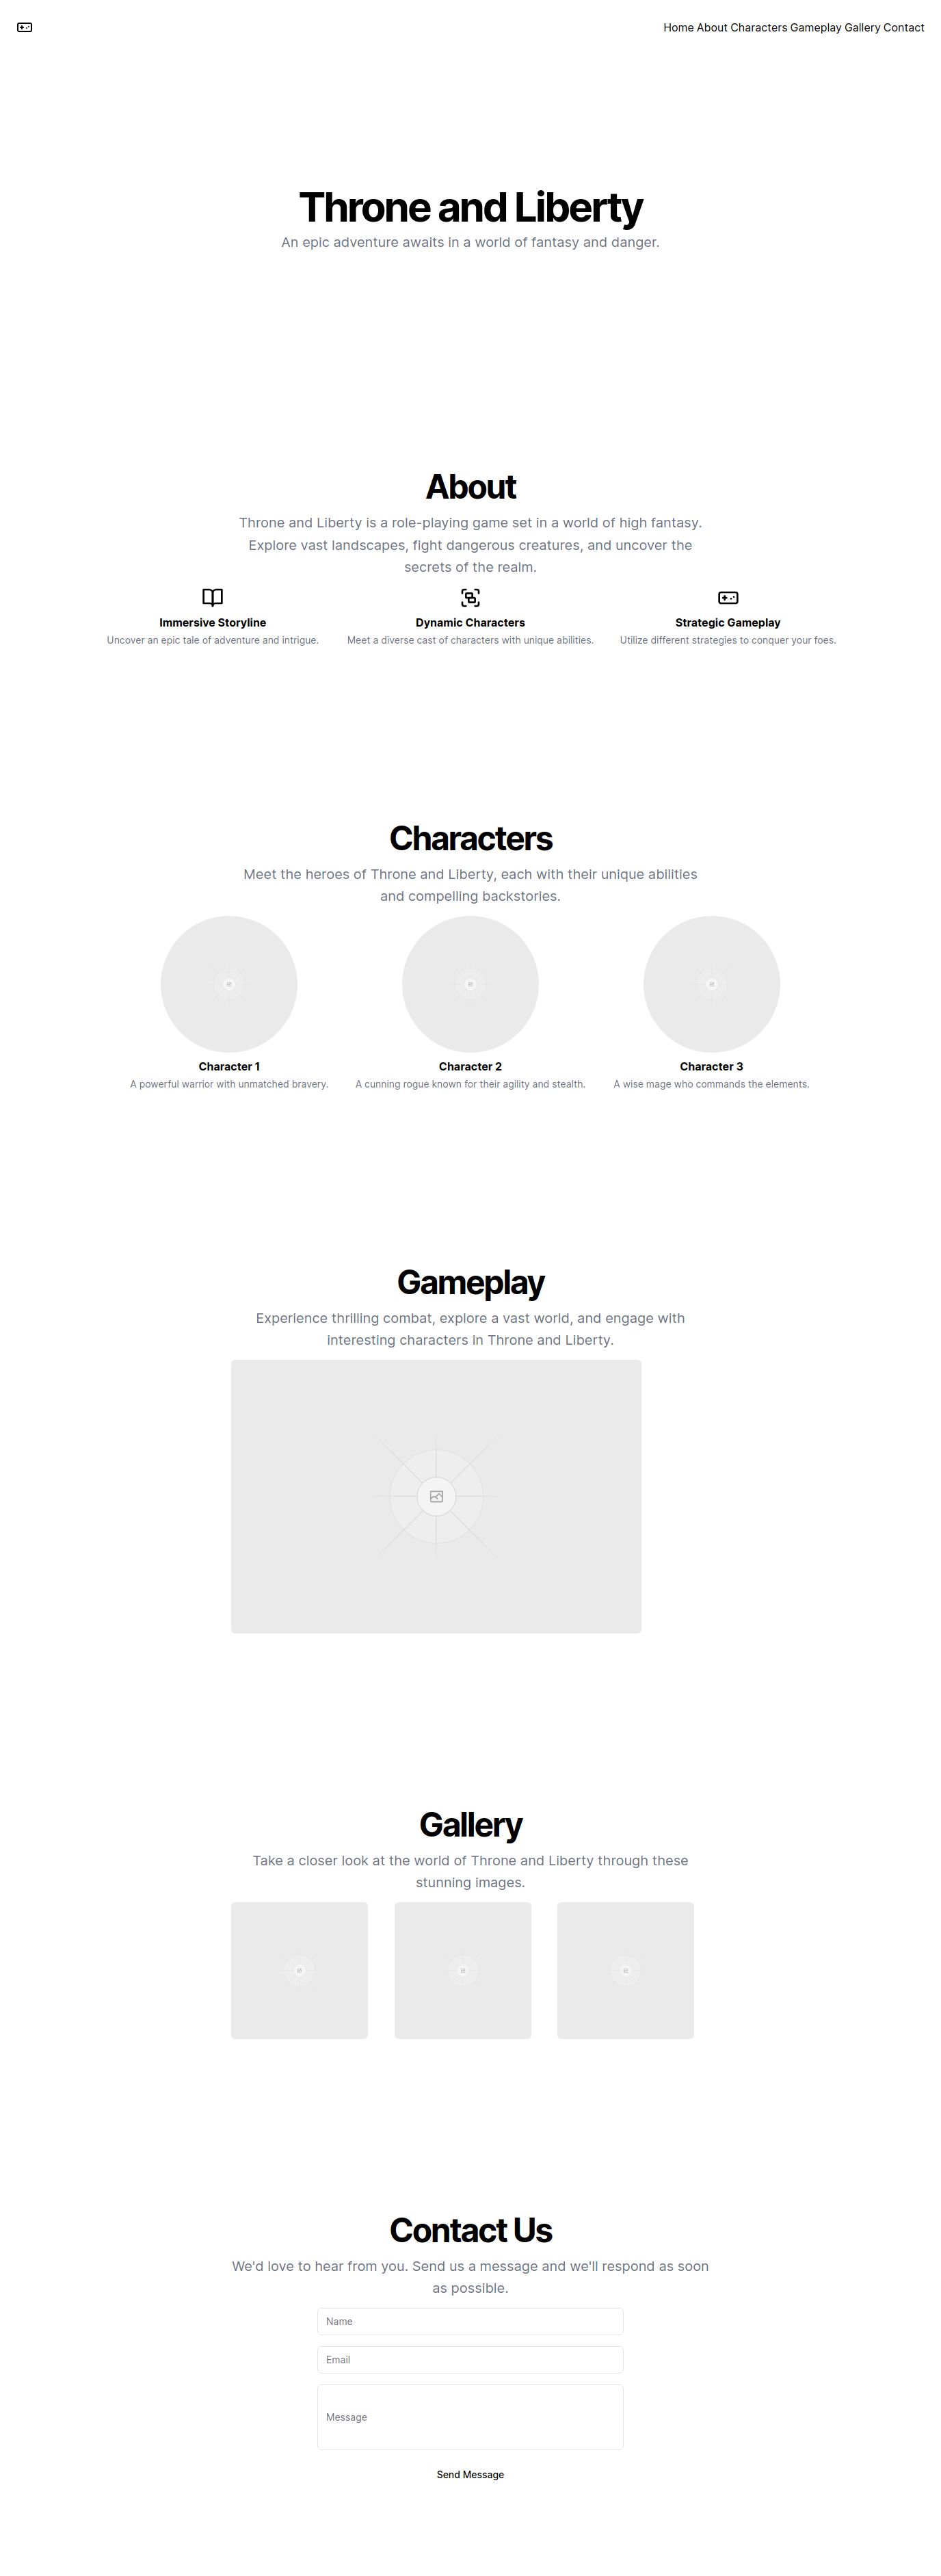 Home About Characters Gameplay Gallery Contact
Throne and Liberty
An epic adventure awaits in a world of fantasy and danger.
About
Throne and Liberty is a role-playing game set in a world of high fantasy.
Explore vast landscapes, fight dangerous creatures, and uncover the
secrets of the realm.
Immersive Storyline
Uncover an epic tale of adventure and intrigue.
Dynamic Characters
Meet a diverse cast of characters with unique abilities.
Strategic Gameplay
Utilize different strategies to conquer your foes.
Characters
Meet the heroes of Throne and Liberty, each with their unique abilities
and compelling backstories.
Character 1
A powerful warrior with unmatched bravery.
Character 2
A cunning rogue known for their agility and stealth.
Character 3
A wise mage who commands the elements.
Gameplay
Experience thrilling combat, explore a vast world, and engage with
interesting characters in Throne and Liberty.
Gallery
Take a closer look at the world of Throne and Liberty through these
stunning images.
Contact Us
We'd love to hear from you. Send us a message and we'll respond as soon
as possible.
Name
Email
Message
Send Message